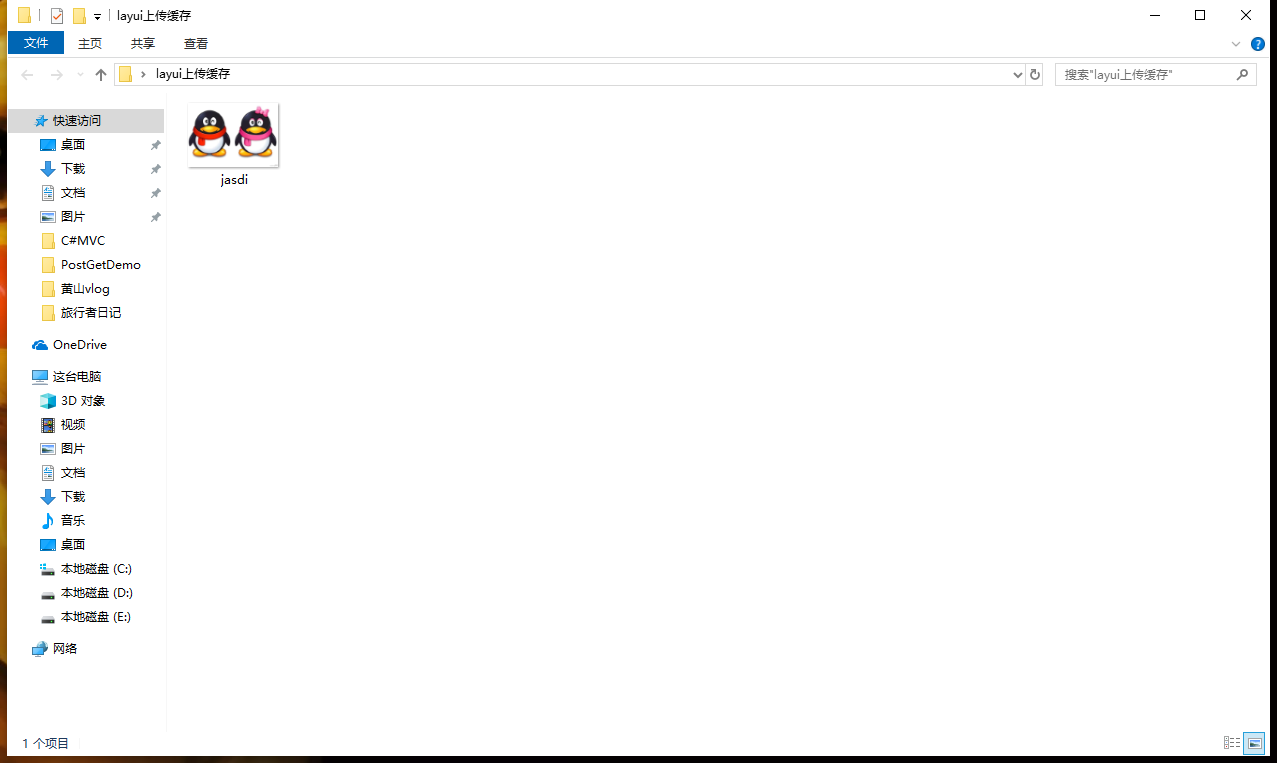 layui上传缓存
文件 主页 共享 查看
layui上传缓存
搜索"layui上传缓存"
快速访问
桌面
下载
文档
图片
C#MVC
PostGetDemo
黄山vlog
旅行者日记
OneDrive
这台电脑
3D 对象
视频
图片
文档
下载
音乐
桌面
本地磁盘 (C:)
本地磁盘 (D:)
本地磁盘 (E:)
网络
jasdi
1 个项目